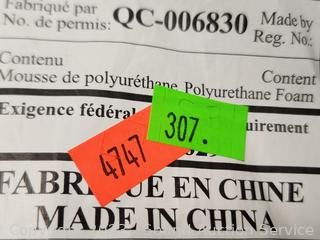 Fabriqué par
No. de permis: QC-006830 Made by
Reg. No.:
Contenu Content
Mousse de polyuréthane, Polyurethane Foam
Exigence fédéral
307.
4747
FABRIQUE EN CHINE
MADE IN CHINA